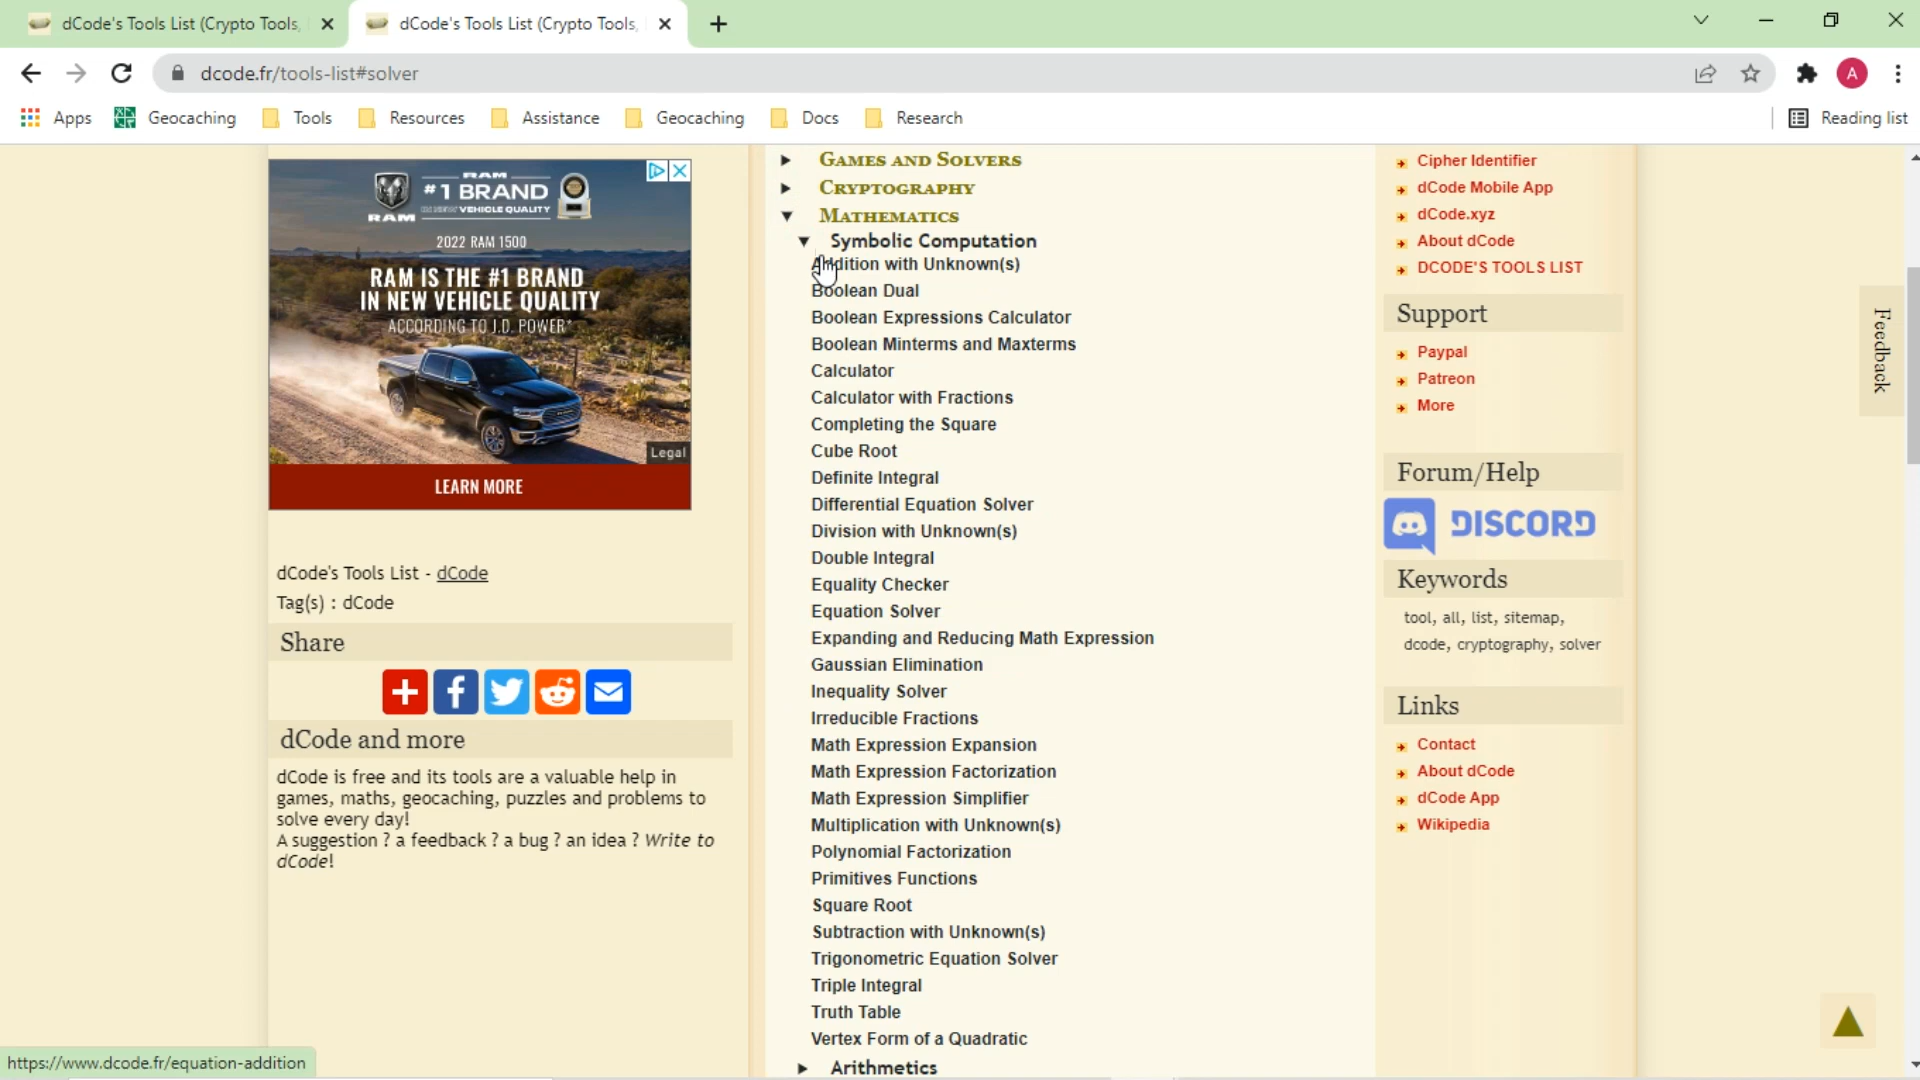 dCode's Tools List (Crypto Tools,
dCode's Tools List (Crypto Tools,
dcode.fr/tools-list#solver
A
Apps
Geocaching
Tools
Resources
Assistance
Geocaching
Docs
Research
Reading list
RAM
RAM
#1 BRAND
IN NEW VEHICLE QUALITY
2022 RAM 1500
RAM IS THE #1 BRAND
IN NEW VEHICLE QUALITY
ACCORDING TO J.D. POWER*
Legal
LEARN MORE
dCode's Tools List - dCode
Tag(s) : dCode
Share
dCode and more
dCode is free and its tools are a valuable help in
games, maths, geocaching, puzzles and problems to
solve every day!
A suggestion ? a feedback ? a bug ? an idea ? Write to
dCode!
GAMES AND SOLVERS
CRYPTOGRAPHY
MATHEMATICS
Symbolic Computation
Addition with Unknown(s)
Boolean Dual
Boolean Expressions Calculator
Boolean Minterms and Maxterms
Calculator
Calculator with Fractions
Completing the Square
Cube Root
Definite Integral
Differential Equation Solver
Division with Unknown(s)
Double Integral
Equality Checker
Equation Solver
Expanding and Reducing Math Expression
Gaussian Elimination
Inequality Solver
Irreducible Fractions
Math Expression Expansion
Math Expression Factorization
Math Expression Simplifier
Multiplication with Unknown(s)
Polynomial Factorization
Primitives Functions
Square Root
Subtraction with Unknown(s)
Trigonometric Equation Solver
Triple Integral
Truth Table
Vertex Form of a Quadratic
Arithmetics
Cipher Identifier
dCode Mobile App
dCode.xyz
About dCode
DCODE'S TOOLS LIST
Support
Paypal
Patreon
More
Forum/Help
DISCORD
Keywords
tool, all, list, sitemap,
dcode, cryptography, solver
Links
Contact
About dCode
dCode App
Wikipedia
Feedback
https://www.dcode.fr/equation-addition